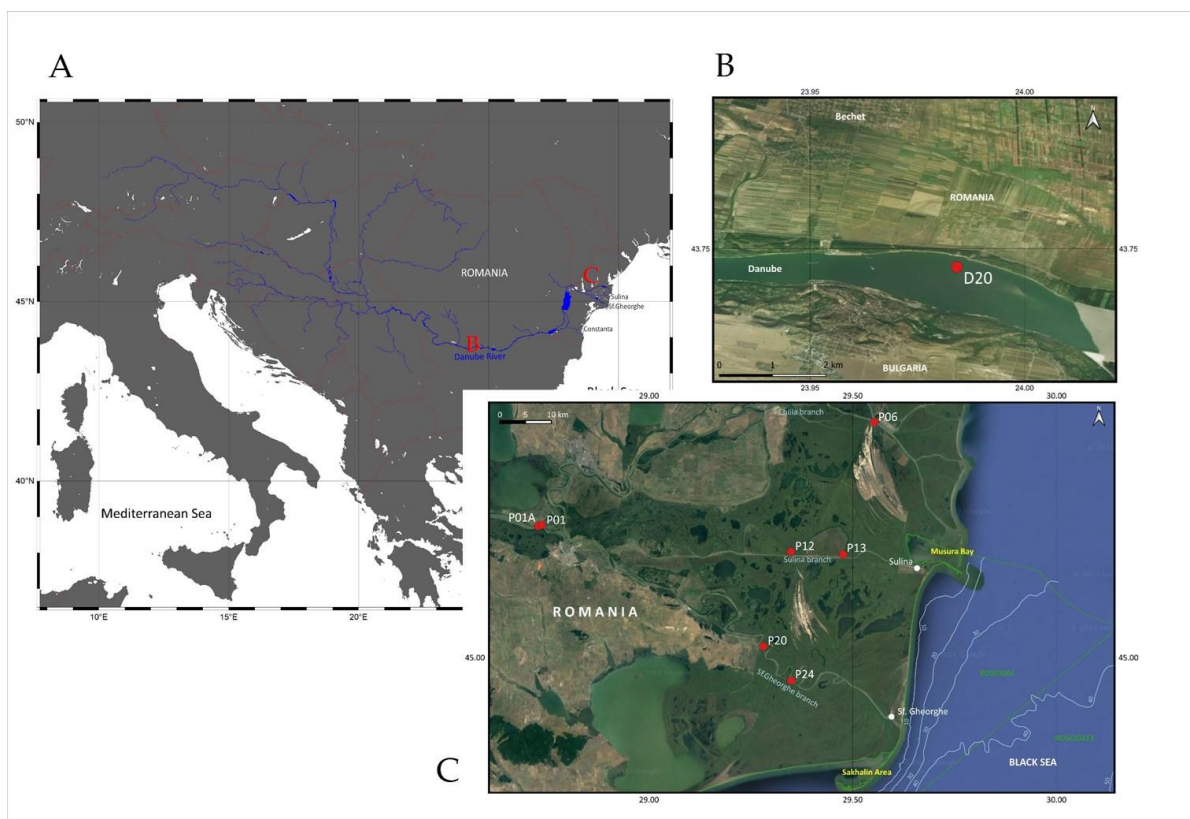 A
50°N
45°N
40°N
10°E
15°E
20°E
ROMANIA
C
Sulina
Sf.Gheorghe
Constanta
B
Danube River
Mediterranean Sea
B
23.95
24.00
N
Bechet
ROMANIA
43.75
43.75
Danube
D20
BULGARIA
0 1 2 km
23.95
24.00
C
29.00
29.50
30.00
0 5 10 km
N
Chilia branch
P06
P01A
P01
P12
P13
Sulina branch
Sulina
Musura Bay
ROMANIA
P20
P24
Sf.Gheorghe branch
Sf. Gheorghe
45.00
45.00
BLACK SEA
Sakhalin Area
29.00
29.50
30.00